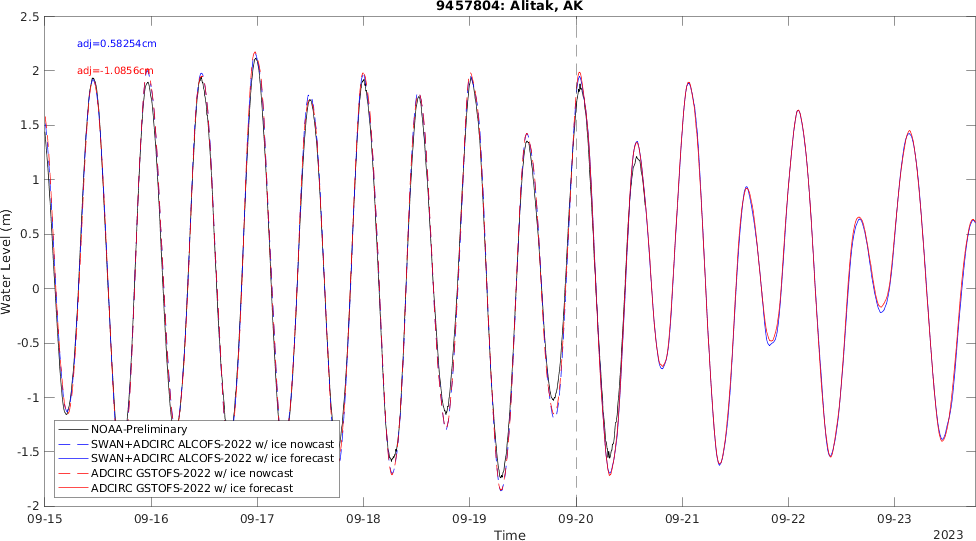 9457804: Alitak, AK
adj=0.58254cm
adj=-1.0856cm
Water Level (m)
2.5
2
1.5
1
0.5
0
-0.5
-1
-1.5
-2
NOAA-Preliminary
SWAN+ADCIRC ALCOFS-2022 w/ ice nowcast
SWAN+ADCIRC ALCOFS-2022 w/ ice forecast
ADCIRC GSTOFS-2022 w/ ice nowcast
ADCIRC GSTOFS-2022 w/ ice forecast
09-15 09-16 09-17 09-18 09-19 09-20 09-21 09-22 09-23
Time
2023